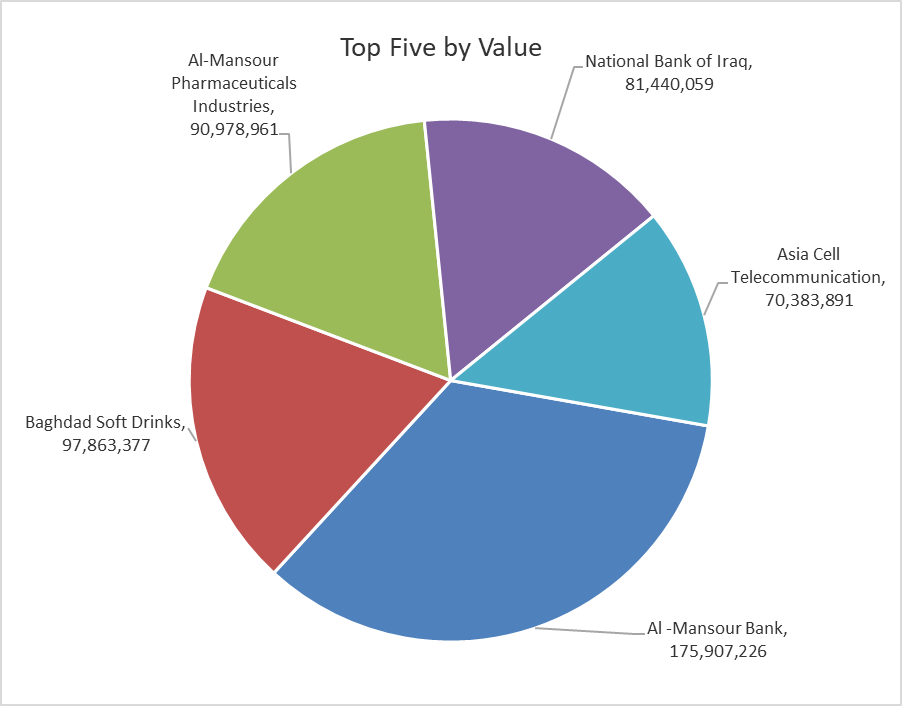 Top Five by Value
Al-Mansour
Pharmaceuticals
Industries,
90,978,961
National Bank of Iraq,
81,440,059
Asia Cell
Telecommunication,
70,383,891
Baghdad Soft Drinks,
97,863,377
Al -Mansour Bank,
175,907,226